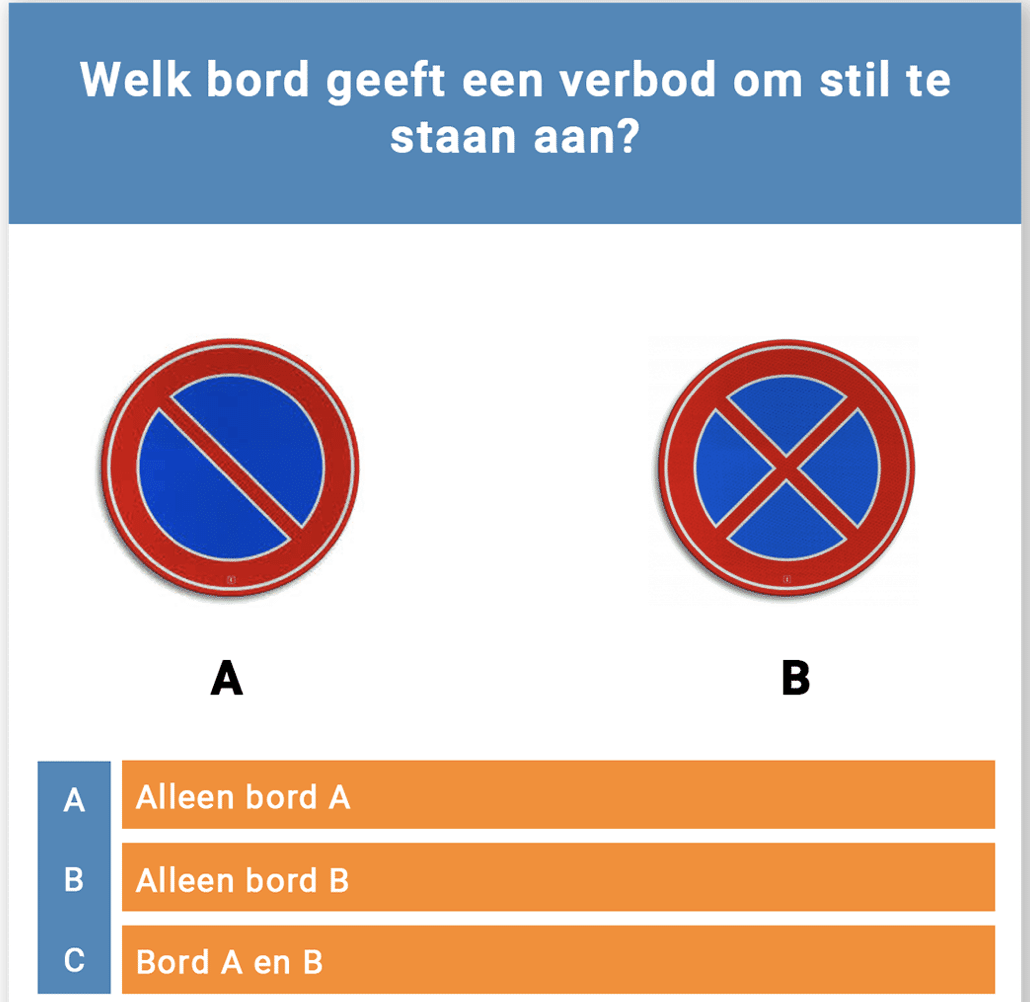 Welk bord geeft een verbod om stil te
staan aan?
A
B
A
Alleen bord A
B
Alleen bord B
C
Bord A en B